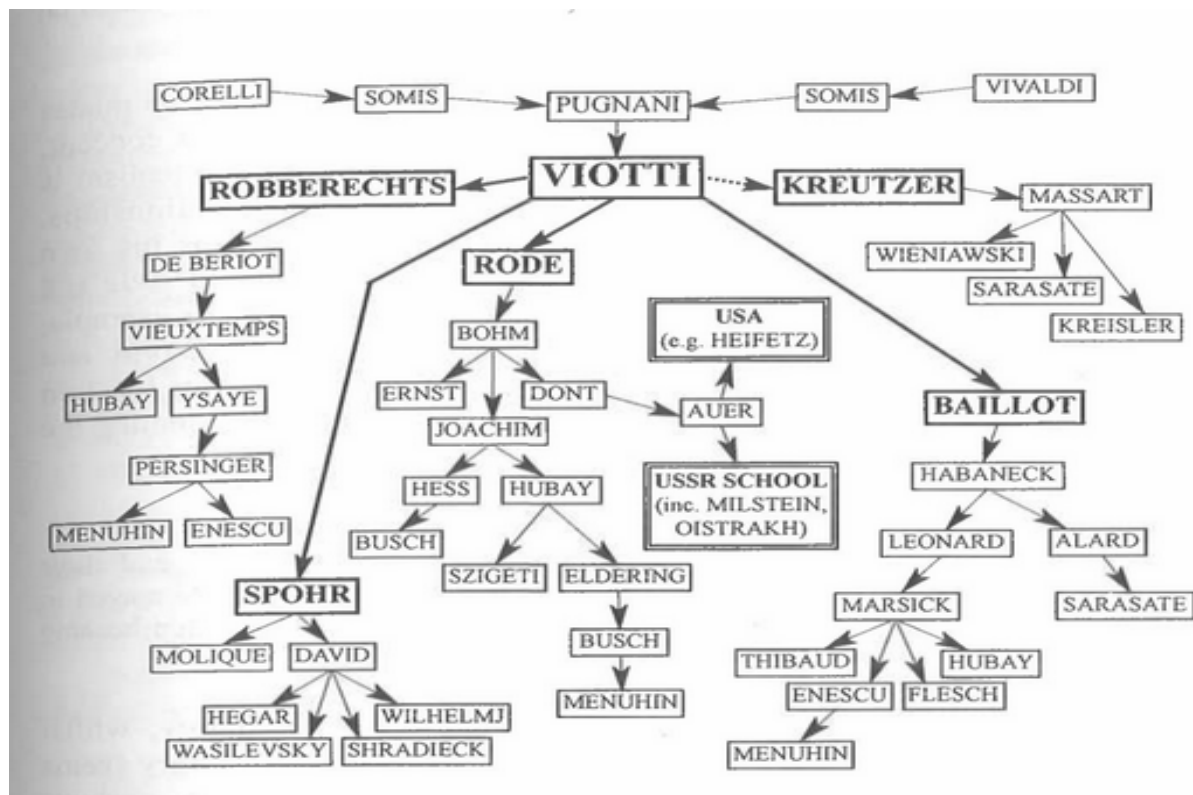 CORELLI
SOMIS
PUGNANI
SOMIS
VIVALDI
ROBBERECHTS
VIOTTI
KREUTZER
MASSART
DE BERIOT
RODE
WIENIAWSKI
SARASATE
KREISLER
VIEUXTEMPS
BOHM
USA
(e.g. HEIFETZ)
HUBAY
YSAYE
ERNST
DONT
AUER
BAILLOT
JOACHIM
PERSINGER
HESS
HUBAY
USSR SCHOOL
(inc. MILSTEIN,
OISTRAKH)
HABANECK
MENUHIN
ENESCU
BUSCH
LEONARD
ALARD
SZIGETI
ELDERING
SPOHR
MARSICK
SARASATE
MOLIQUE
DAVID
BUSCH
THIBAUD
HUBAY
ENESCU
FLESCH
MENUHIN
HEGAR
WILHELMJ
WASILEVSKY
SHRADIECK
MENUHIN